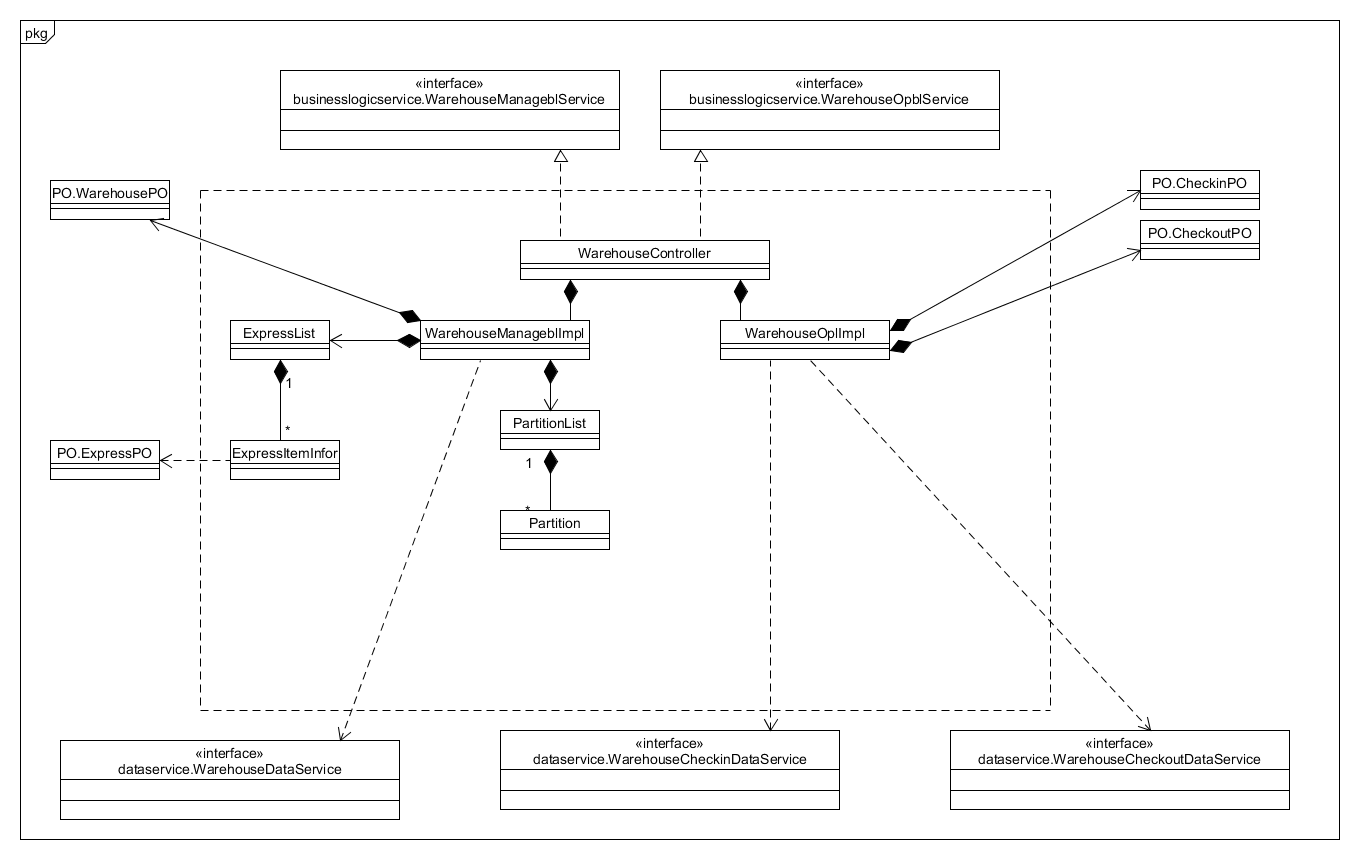 pkg
«interface»
businesslogicservice.WarehouseManageblService
«interface»
businesslogicservice.WarehouseOpblService
PO.WarehousePO
PO.CheckinPO
PO.CheckoutPO
WarehouseController
ExpressList
WarehouseManageblImpl
WarehouseOplImpl
1
*
PartitionList
PO.ExpressPO
ExpressItemInfor
1
*
Partition
«interface»
dataservice.WarehouseDataService
«interface»
dataservice.WarehouseCheckinDataService
«interface»
dataservice.WarehouseCheckoutDataService